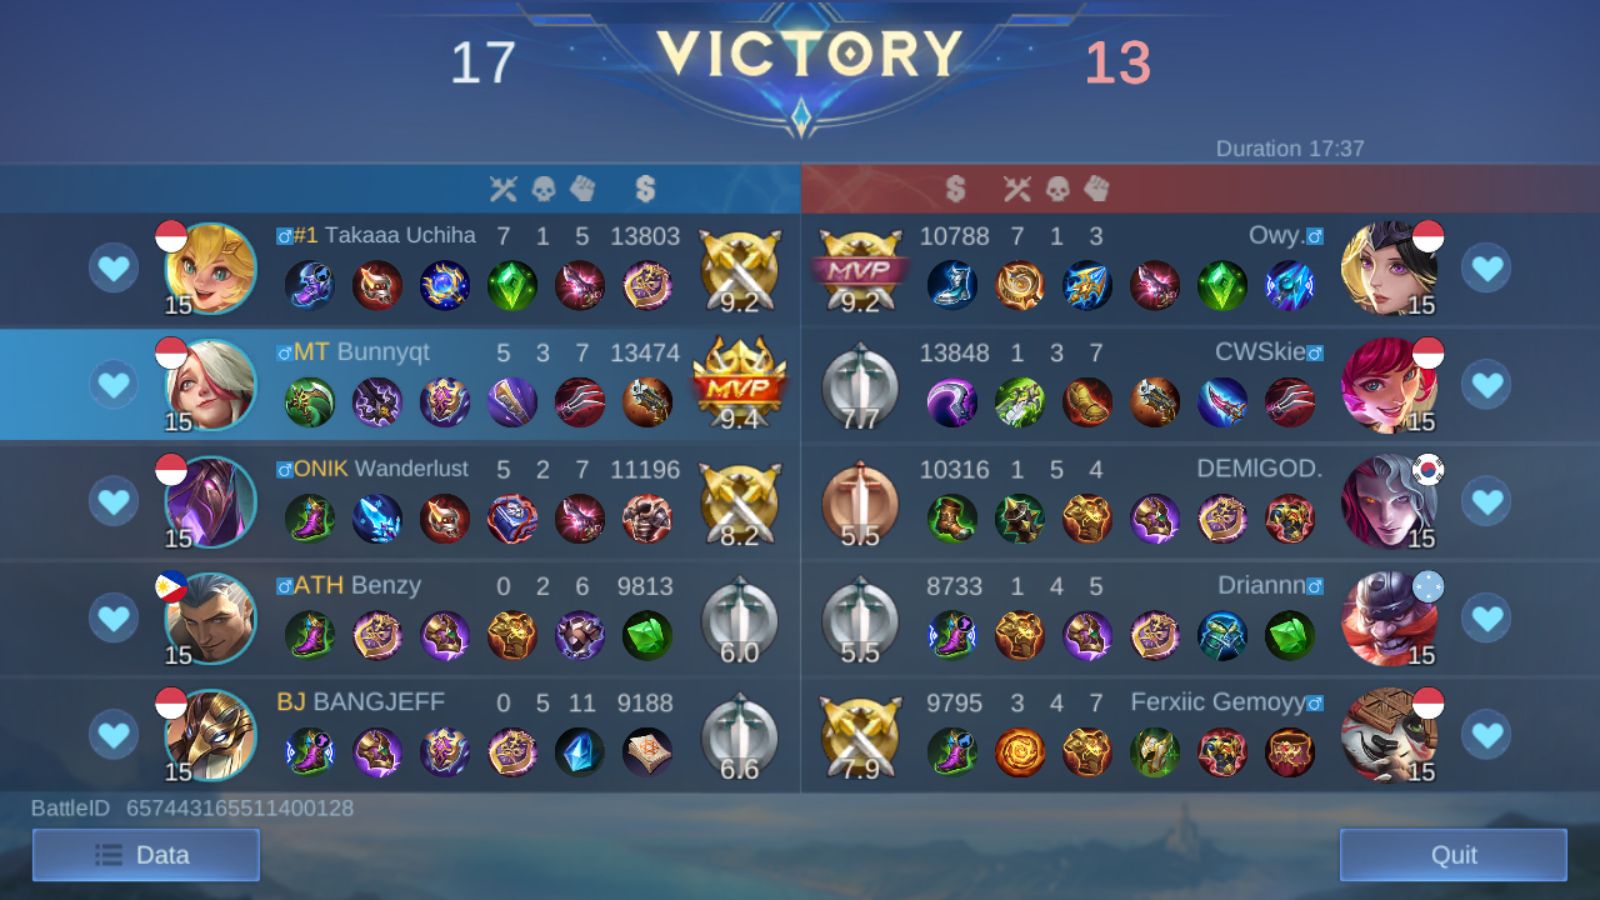 17 VICTORY 13
Duration 17:37
#1 Takaaa Uchiha 7 1 5 13803
15 9.2
MVP 10788 7 1 3 Owy.
9.2 15
MT Bunnyqt 5 3 7 13474 MVP
15 9.4
13848 1 3 7 CWSkie
7.7 15
ONIK Wanderlust 5 2 7 11196
15 8.2
10316 1 5 4 DEMIGOD.
5.5 15
ATH Benzy 0 2 6 9813
15 6.0
8733 1 4 5 Driannn
5.5 15
BJ BANGJEFF 0 5 11 9188
15 6.6
9795 3 4 7 Ferxiic Gemoyy
7.9 15
BattleID 657443165511400128
Data Quit